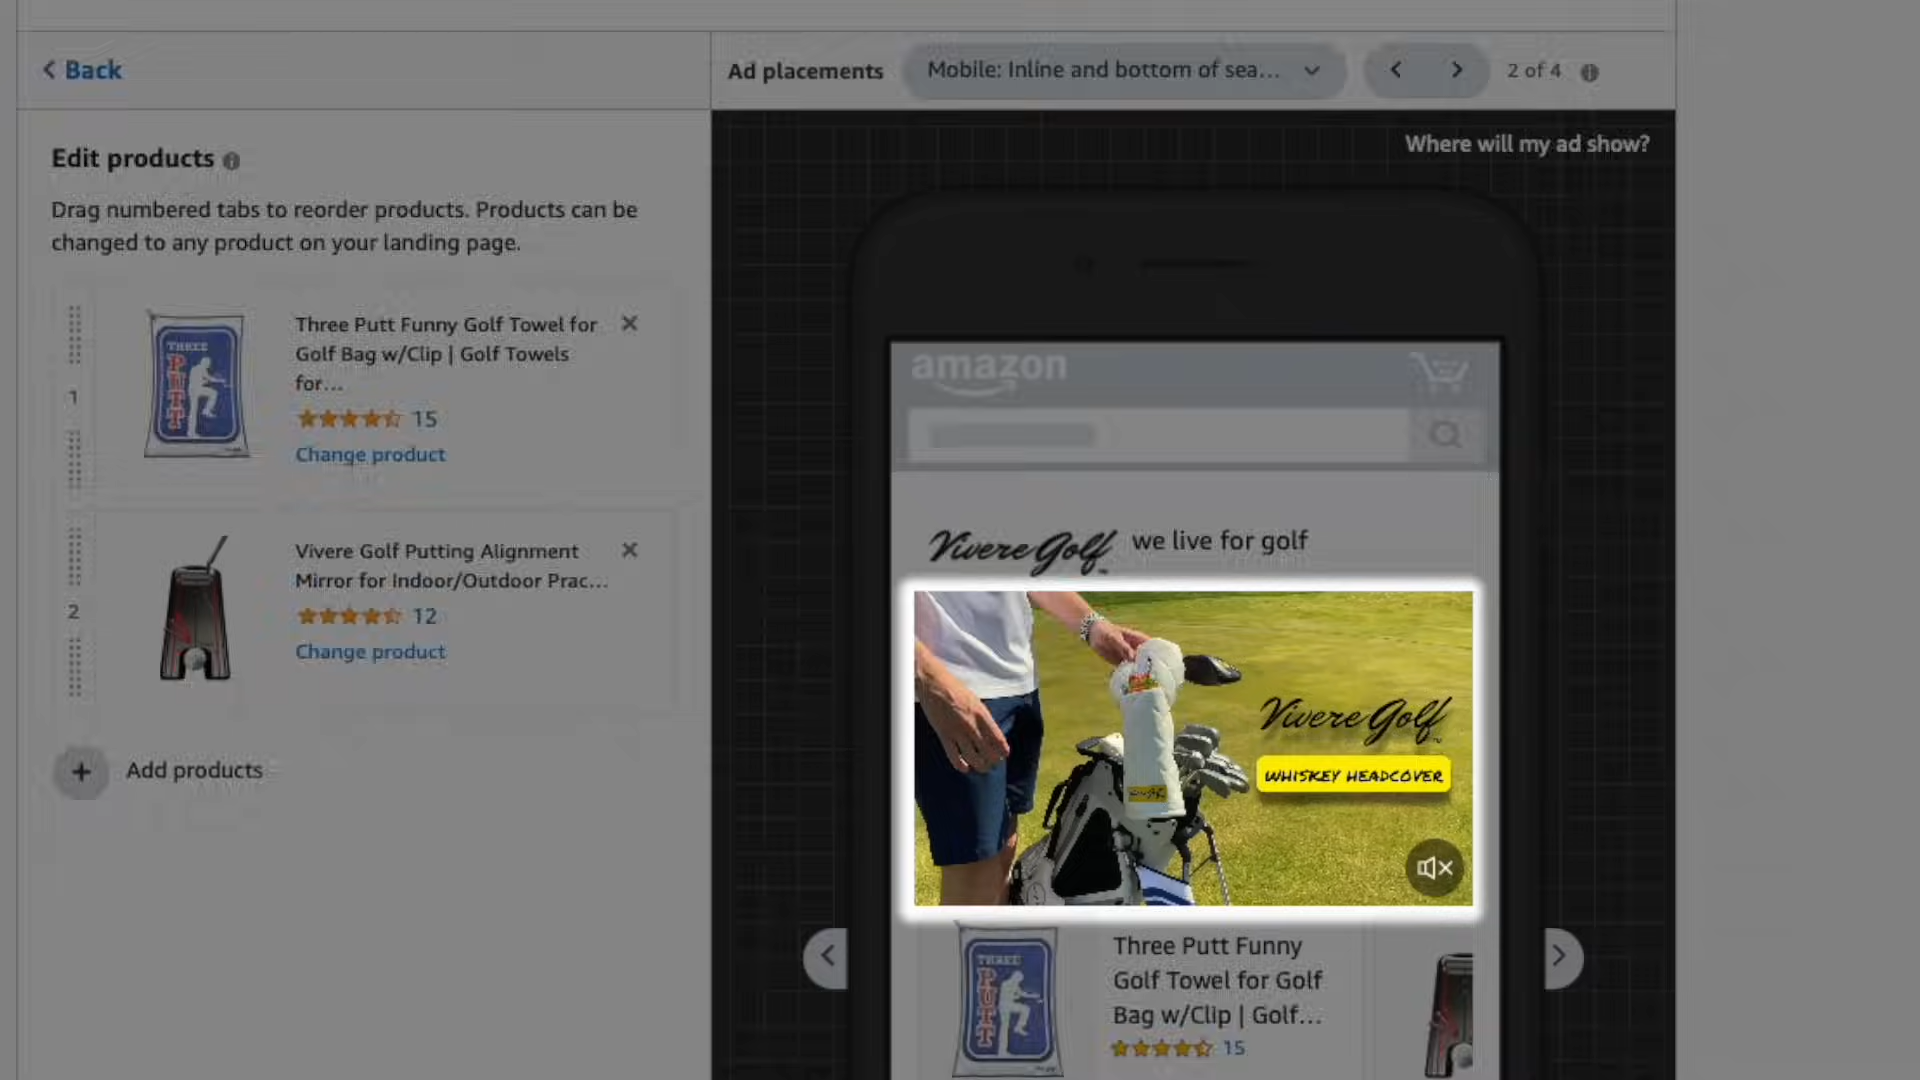 Back
Ad placements
Mobile: Inline and bottom of sea...
2 of 4
Where will my ad show?
Edit products
Drag numbered tabs to reorder products. Products can be
changed to any product on your landing page.
1
THREE
PUTT
Three Putt Funny Golf Towel for
Golf Bag w/Clip | Golf Towels
for...
15
Change product
2
Vivere Golf Putting Alignment
Mirror for Indoor/Outdoor Prac...
12
Change product
+ Add products
amazon
Vivere Golf
we live for golf
Vivere Golf
WHISKEY HEADCOVER
THREE
PUTT
Three Putt Funny
Golf Towel for Golf
Bag w/Clip | Golf...
15